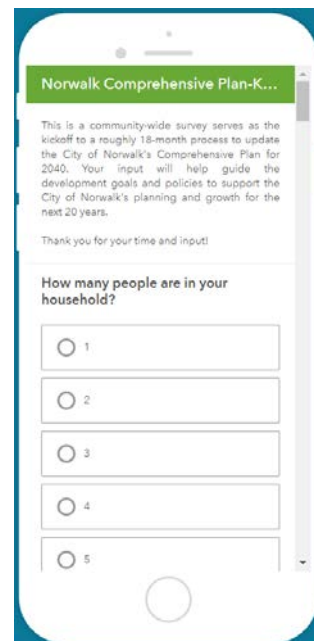 Norwalk Comprehensive Plan-K...
This is a community-wide survey serves as the
kickoff to a roughly 18-month process to update
the City of Norwalk's Comprehensive Plan for
2040. Your input will help guide the
development goals and policies to support the
City of Norwalk's planning and growth for the
next 20 years.
Thank you for your time and input!
How many people are in your
household?
1
2
3
4
5